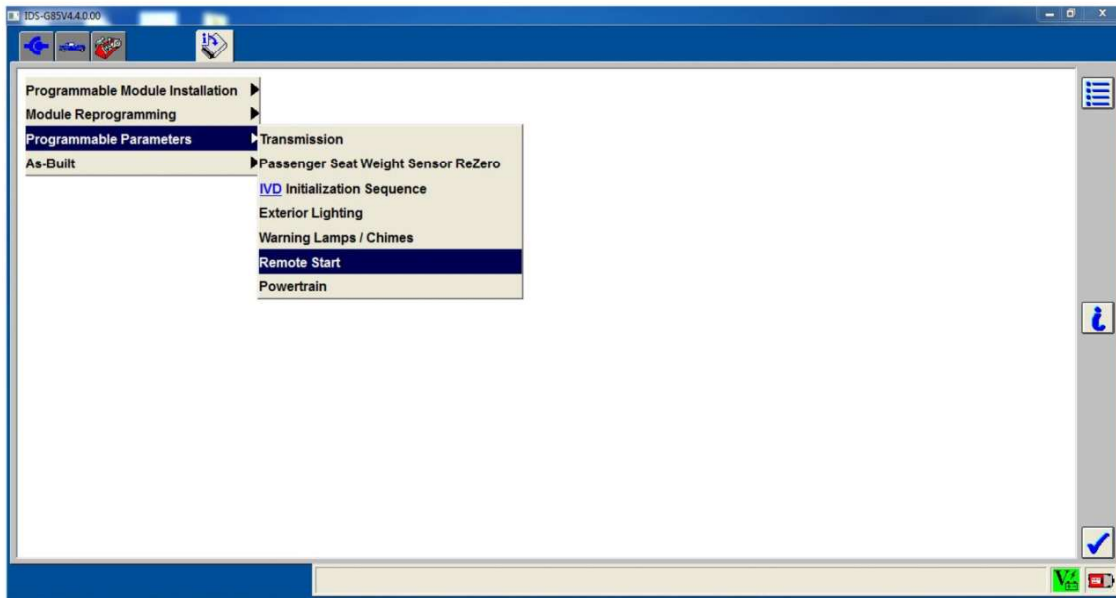 IDS-G85V4.4.0.00
Programmable Module Installation
Module Reprogramming
Programmable Parameters
As-Built
Transmission
Passenger Seat Weight Sensor ReZero
IVD Initialization Sequence
Exterior Lighting
Warning Lamps / Chimes
Remote Start
Powertrain